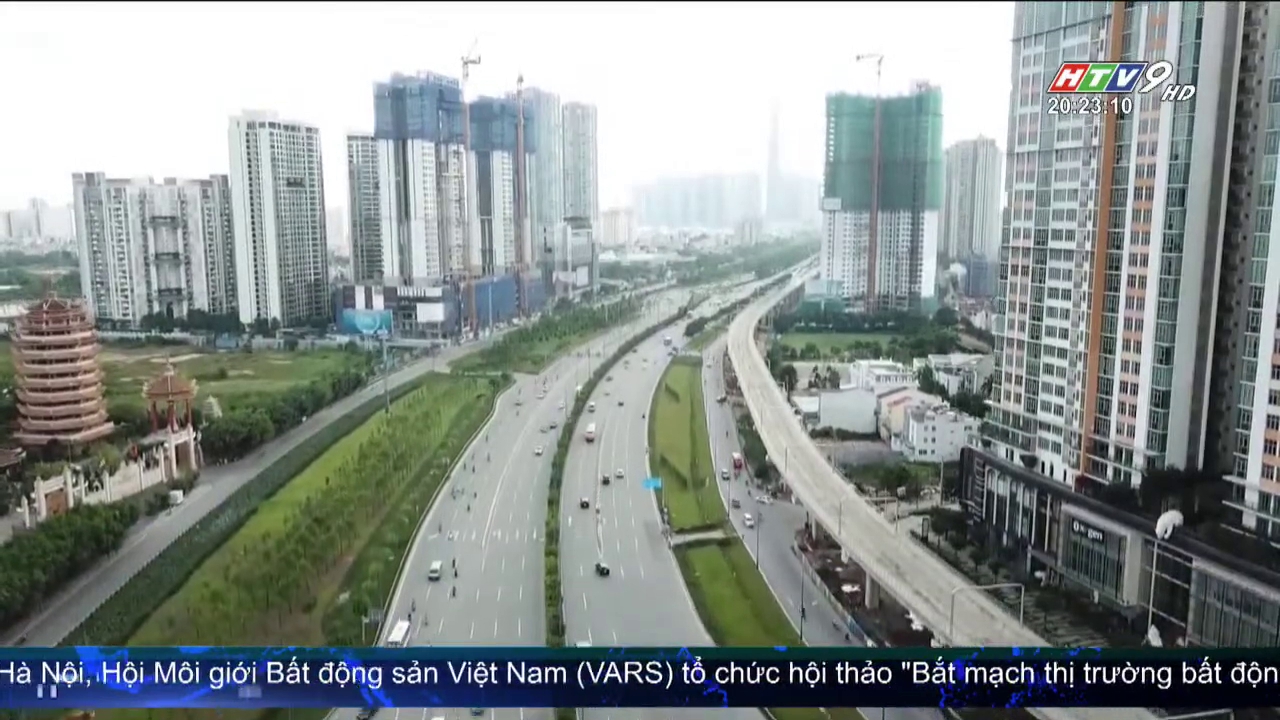 HTV9 HD
20:23:10
Hà Nội, Hội Môi giới Bất động sản Việt Nam (VARS) tổ chức hội thảo "Bắt mạch thị trường bất độn